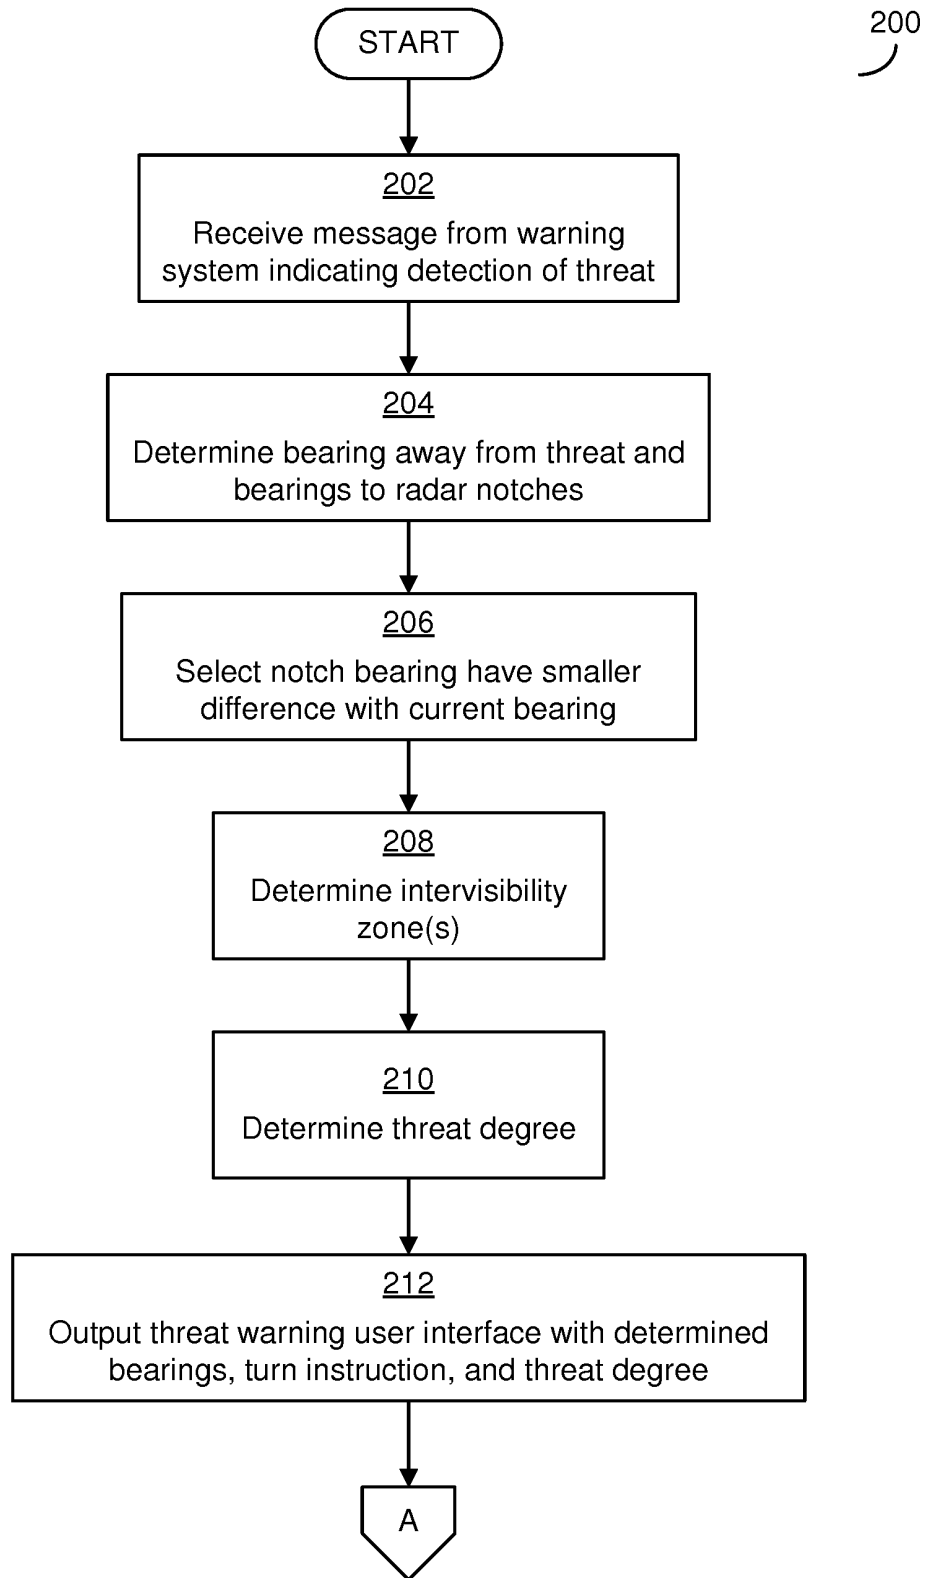 200
START
202
Receive message from warning
system indicating detection of threat
204
Determine bearing away from threat and
bearings to radar notches
206
Select notch bearing have smaller
difference with current bearing
208
Determine intervisibility
zone(s)
210
Determine threat degree
212
Output threat warning user interface with determined
bearings, turn instruction, and threat degree
A